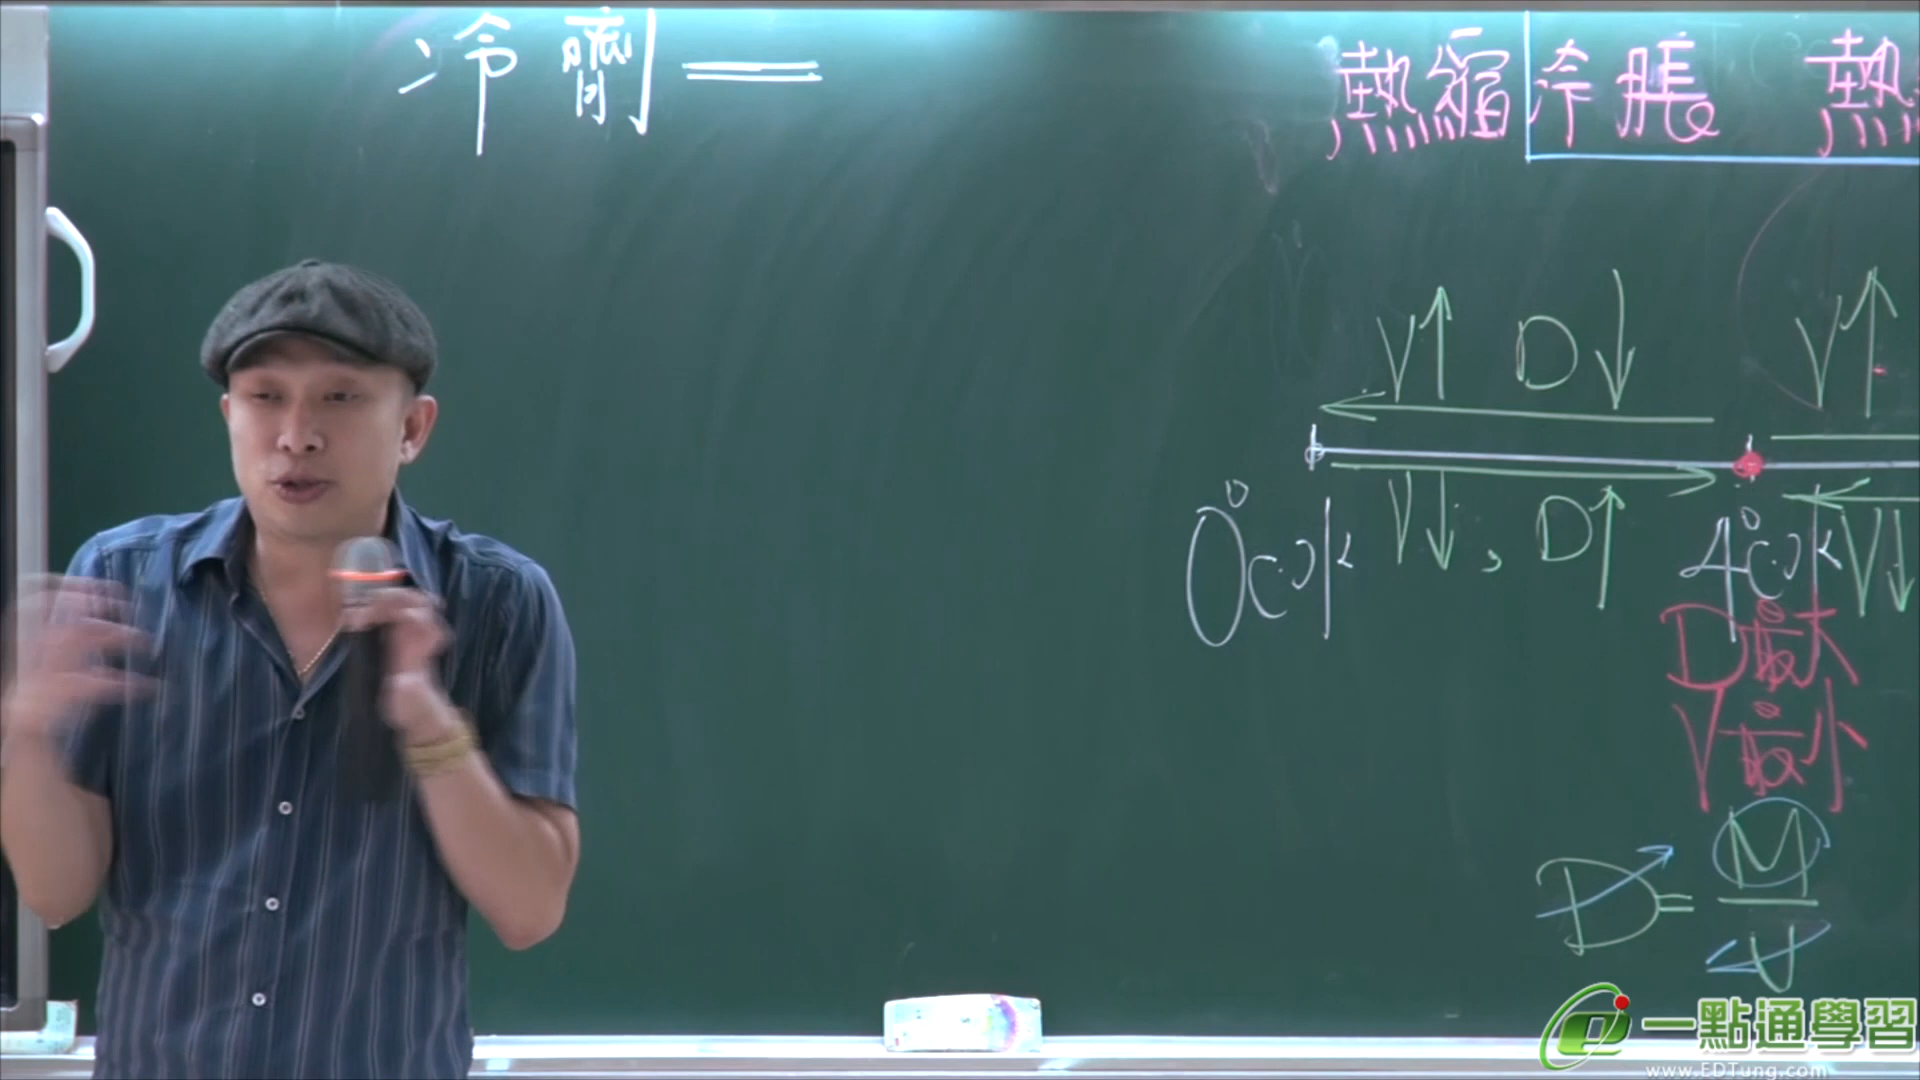 冷劑=
熱縮冷脹 熱
V↑ D↓ V↑
0°C水 V↓,D↑ 4°C水 V↓
D最大
V最小
D=M/V
一點通學習
www.EDTung.com